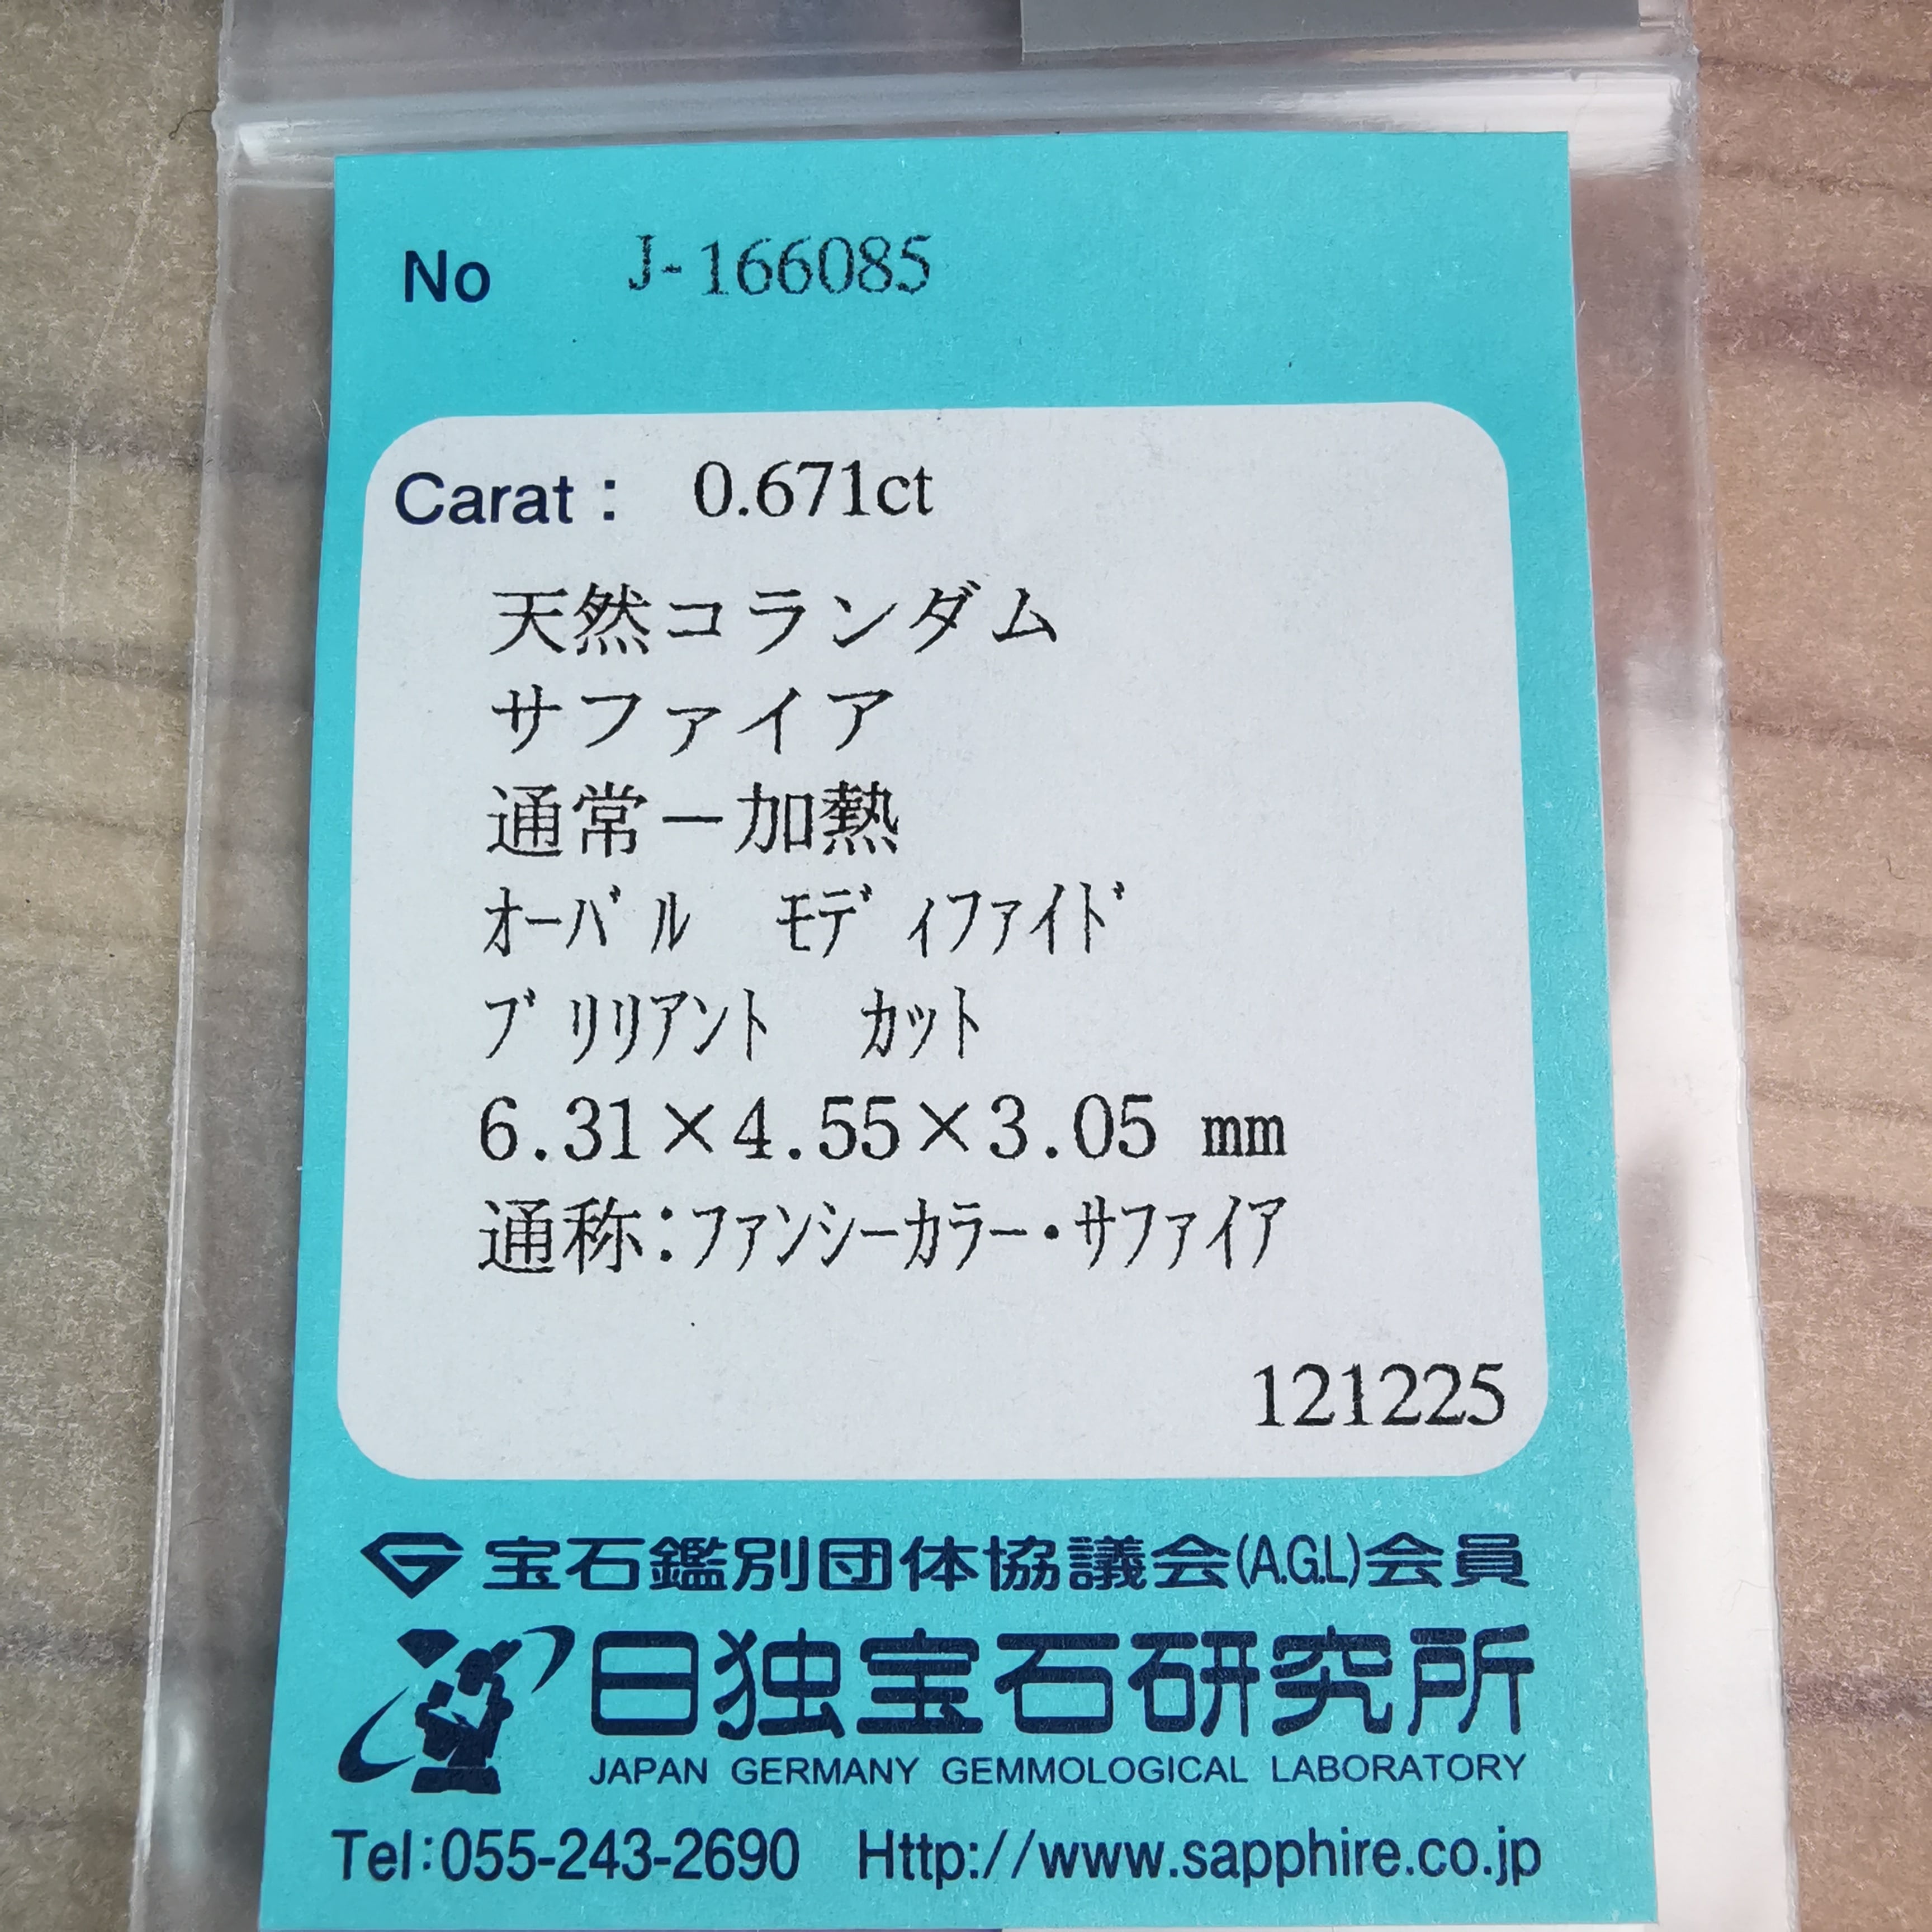 No J-166085
Carat : 0.671ct
天然コランダム
サファイア
通常－加熱
ｵｰﾊﾞﾙ ﾓﾃﾞｨﾌｧｲﾄﾞ
ﾌﾞﾘﾘｱﾝﾄ ｶｯﾄ
6.31×4.55×3.05 mm
通称:ﾌｧﾝｼｰｶﾗｰ・ｻﾌｧｲｱ
121225
宝石鑑別団体協議会(A.G.L)会員
日独宝石研究所
JAPAN GERMANY GEMMOLOGICAL LABORATORY
Tel:055-243-2690 Http://www.sapphire.co.jp